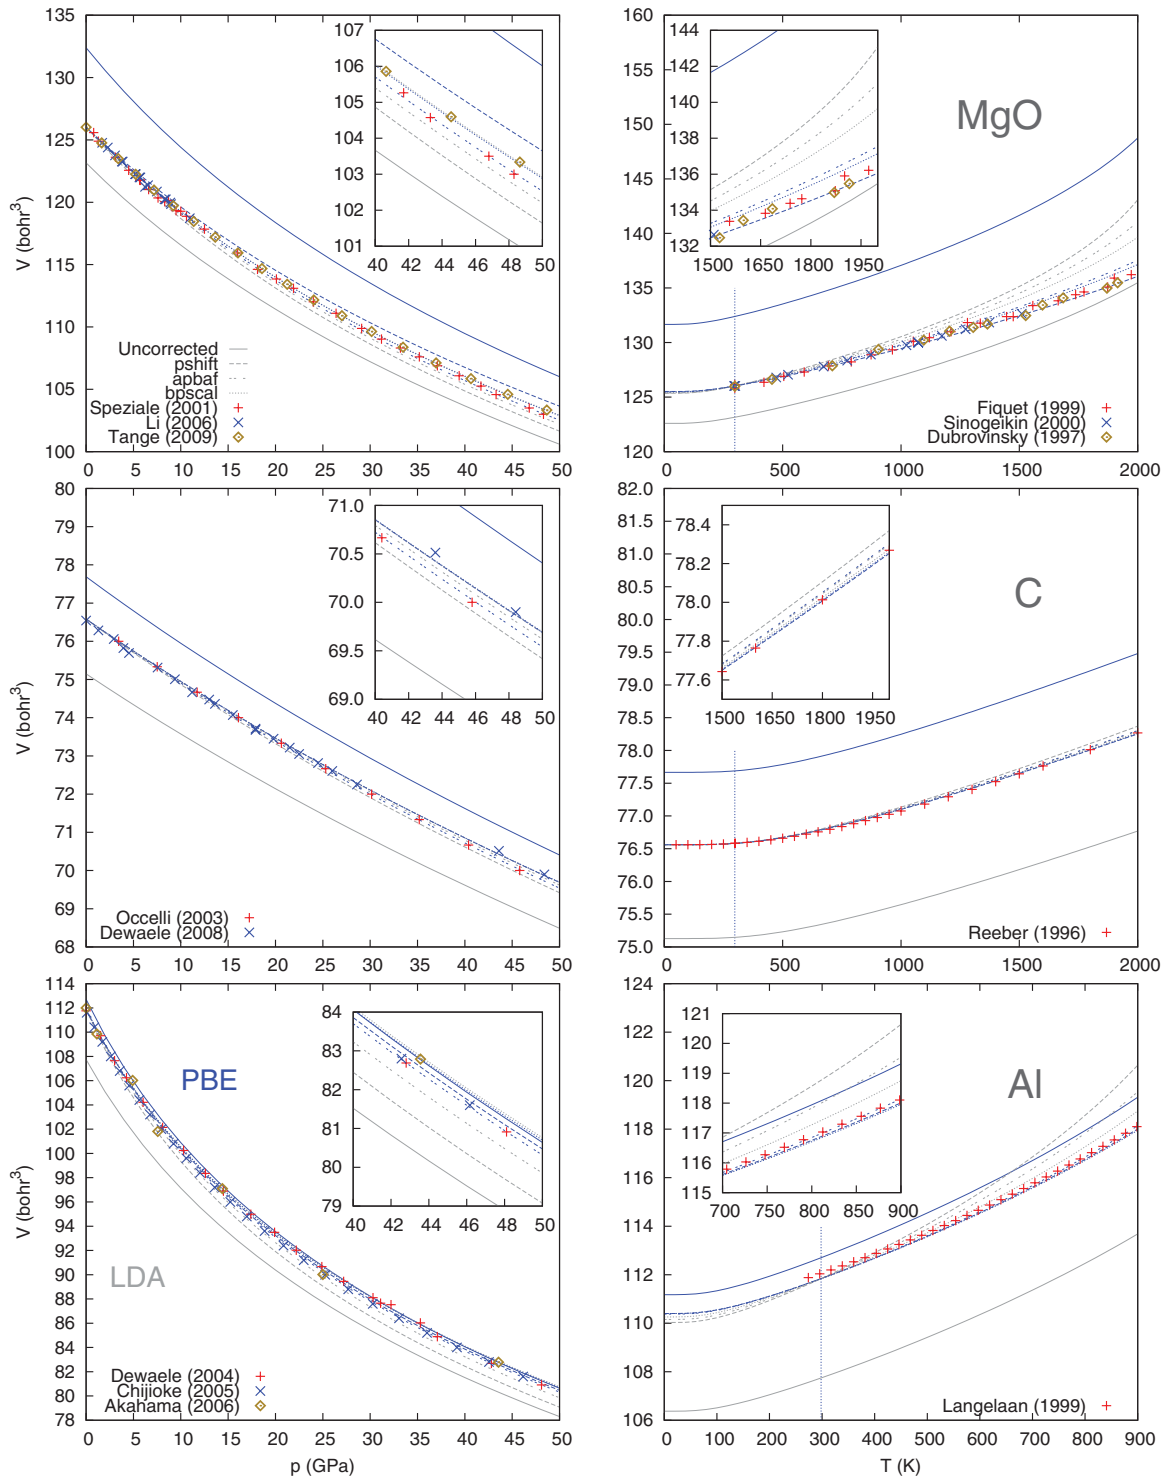 135
130
125
120
115
110
105
100
0 5 10 15 20 25 30 35 40 45 50
V (bohr3)
107
106
105
104
103
102
101
40 42 44 46 48 50
Uncorrected
pshift
apbaf
bpscal
Speziale (2001)
Li (2006)
Tange (2009)
160
155
150
145
140
135
130
125
120
0 500 1000 1500 2000
144
142
140
138
136
134
132
1500 1650 1800 1950
MgO
Fiquet (1999)
Sinogeikin (2000)
Dubrovinsky (1997)
80
79
78
77
76
75
74
73
72
71
70
69
68
0 5 10 15 20 25 30 35 40 45 50
V (bohr3)
71.0
70.5
70.0
69.5
69.0
40 42 44 46 48 50
Occelli (2003)
Dewaele (2008)
82.0
81.5
81.0
80.5
80.0
79.5
79.0
78.5
78.0
77.5
77.0
76.5
76.0
75.5
75.0
0 500 1000 1500 2000
78.4
78.2
78.0
77.8
77.6
1500 1650 1800 1950
C
Reeber (1996)
114
112
110
108
106
104
102
100
98
96
94
92
90
88
86
84
82
80
78
0 5 10 15 20 25 30 35 40 45 50
V (bohr3)
p (GPa)
84
83
82
81
80
79
40 42 44 46 48 50
PBE
LDA
Dewaele (2004)
Chijioke (2005)
Akahama (2006)
124
122
120
118
116
114
112
110
108
106
0 100 200 300 400 500 600 700 800 900
T (K)
121
120
119
118
117
116
115
700 750 800 850 900
Al
Langelaan (1999)